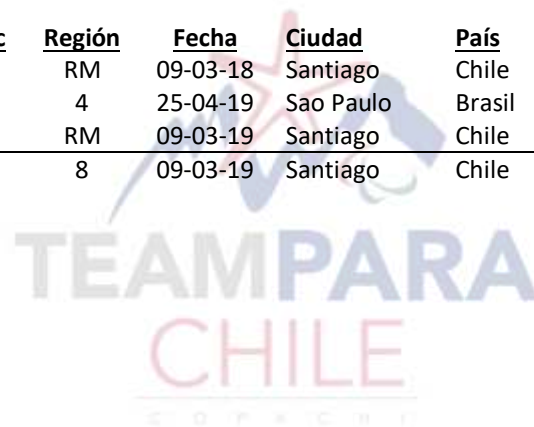 c Región Fecha Ciudad País
RM 09-03-18 Santiago Chile
4 25-04-19 Sao Paulo Brasil
RM 09-03-19 Santiago Chile
8 09-03-19 Santiago Chile
TEAMPARA
CHILE
COPACHI